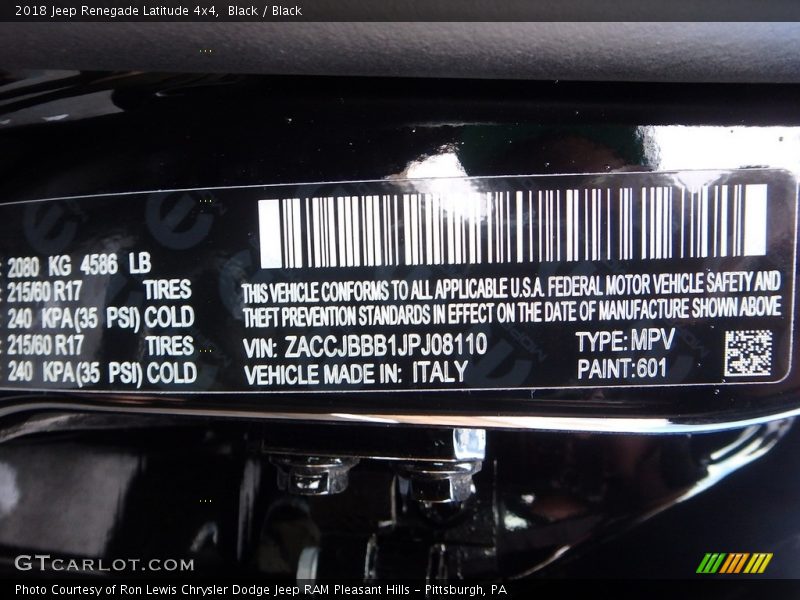 2018 Jeep Renegade Latitude 4x4,  Black / Black
2080 KG 4586 LB
215/60 R17 TIRES
240 KPA(35 PSI) COLD
215/60 R17 TIRES
240 KPA(35 PSI) COLD
THIS VEHICLE CONFORMS TO ALL APPLICABLE U.S.A. FEDERAL MOTOR VEHICLE SAFETY AND
THEFT PREVENTION STANDARDS IN EFFECT ON THE DATE OF MANUFACTURE SHOWN ABOVE
VIN: ZACCJBBB1JPJ08110 TYPE: MPV
VEHICLE MADE IN: ITALY PAINT:601
GTCARLOT.COM
Photo Courtesy of Ron Lewis Chrysler Dodge Jeep RAM Pleasant Hills - Pittsburgh, PA